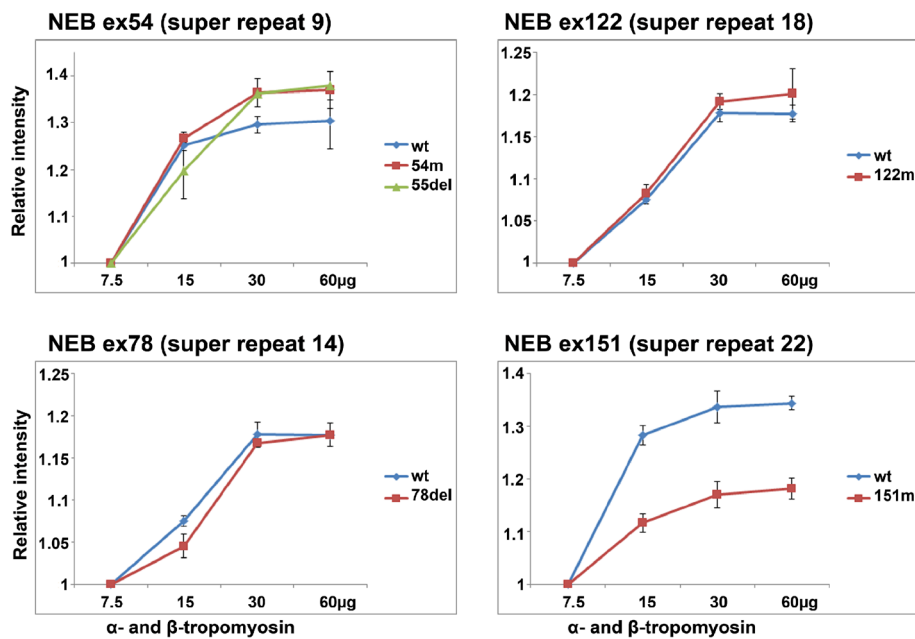 NEB ex54 (super repeat 9)
Relative intensity
1.4
1.3
1.2
1.1
1
7.5 15 30 60µg
wt
54m
55del
NEB ex122 (super repeat 18)
1.25
1.2
1.15
1.1
1.05
1
7.5 15 30 60µg
wt
122m
NEB ex78 (super repeat 14)
Relative intensity
1.25
1.2
1.15
1.1
1.05
1
7.5 15 30 60µg
α- and β-tropomyosin
wt
78del
NEB ex151 (super repeat 22)
1.4
1.3
1.2
1.1
1
7.5 15 30 60µg
α- and β-tropomyosin
wt
151m